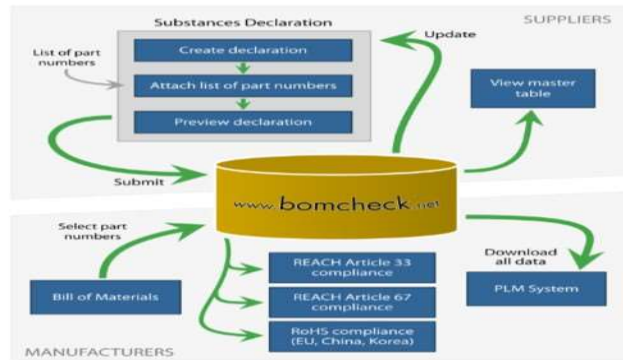 Substances Declaration
SUPPLIERS
List of part
numbers
Create declaration
Attach list of part numbers
Preview declaration
Update
View master
table
Submit
www.bomcheck.net
Select part
numbers
Bill of Materials
REACH Article 33
compliance
REACH Article 67
compliance
RoHS compliance
(EU, China, Korea)
Download
all data
PLM System
MANUFACTURERS